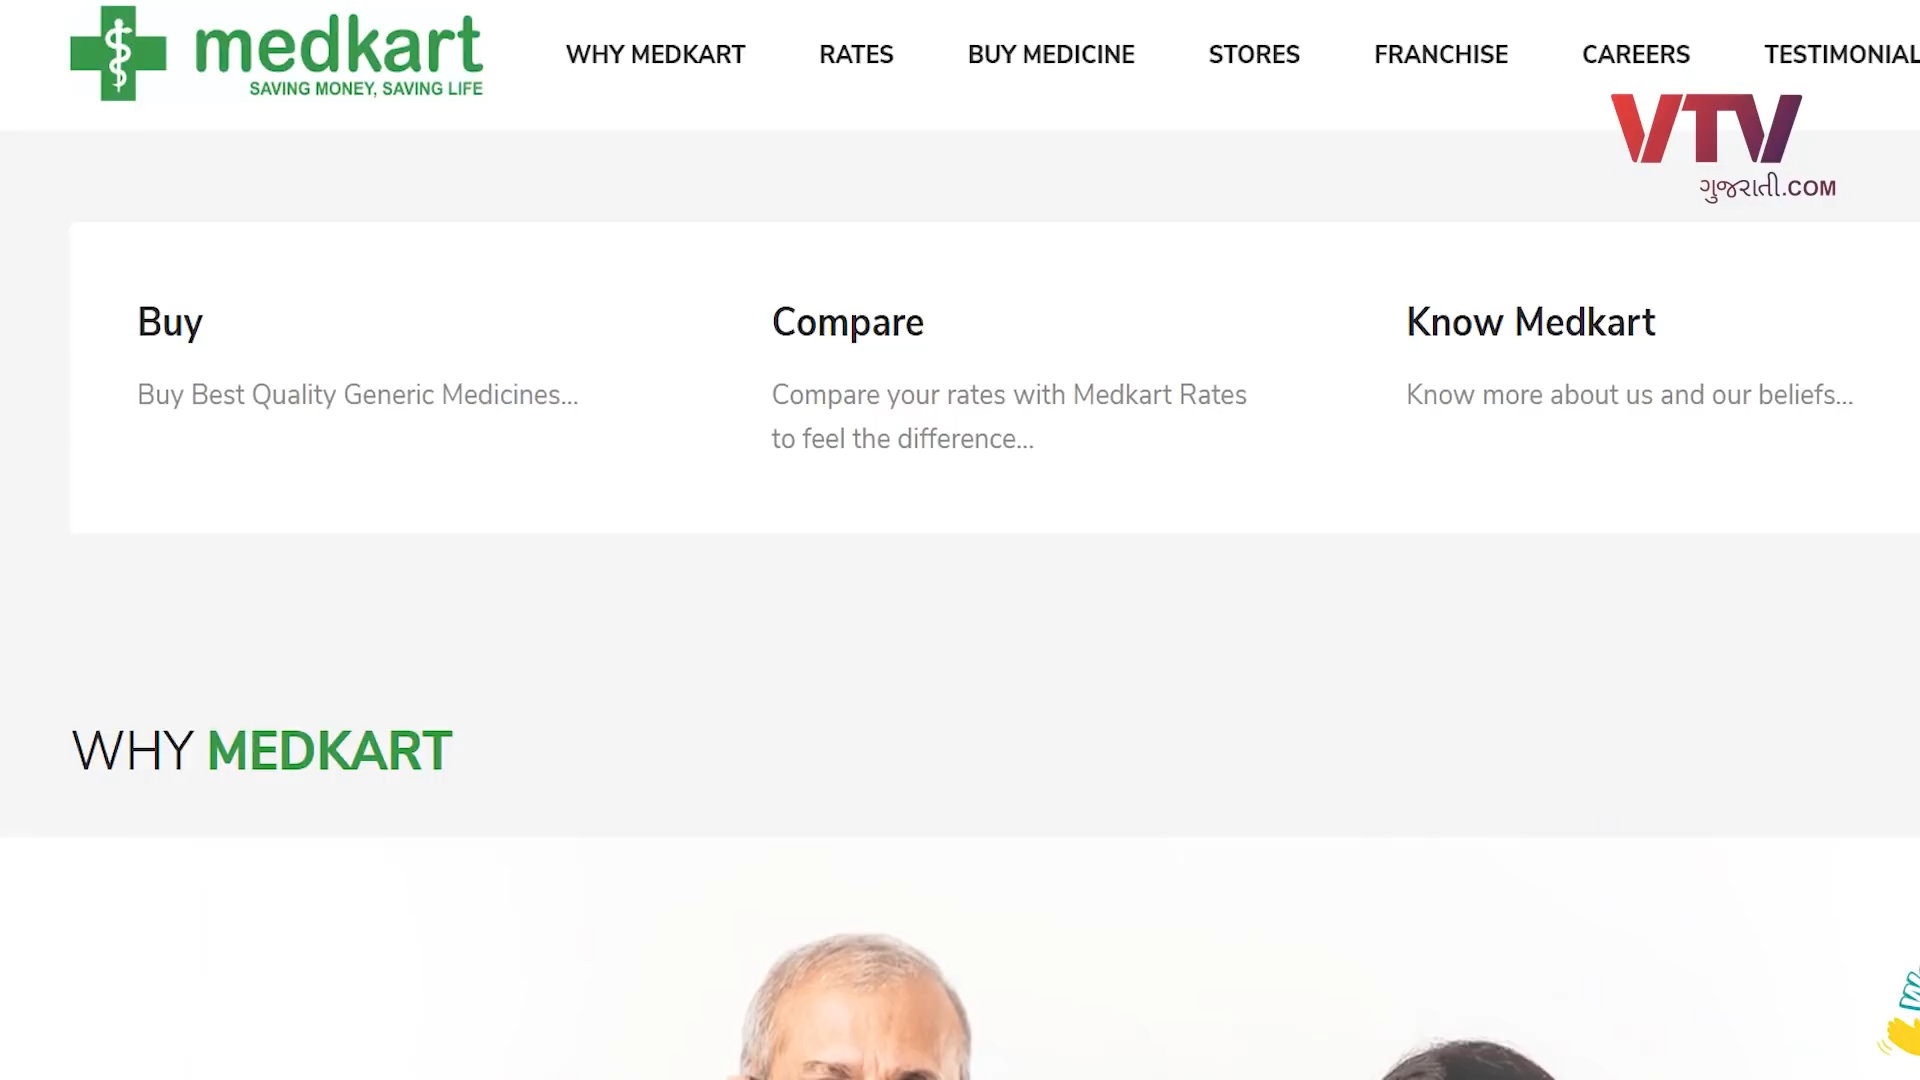 medkart
SAVING MONEY, SAVING LIFE
WHY MEDKART
RATES
BUY MEDICINE
STORES
FRANCHISE
CAREERS
TESTIMONIAL
VTV
ગુજરાતી.COM
Buy
Buy Best Quality Generic Medicines...
Compare
Compare your rates with Medkart Rates
to feel the difference...
Know Medkart
Know more about us and our beliefs...
WHY MEDKART